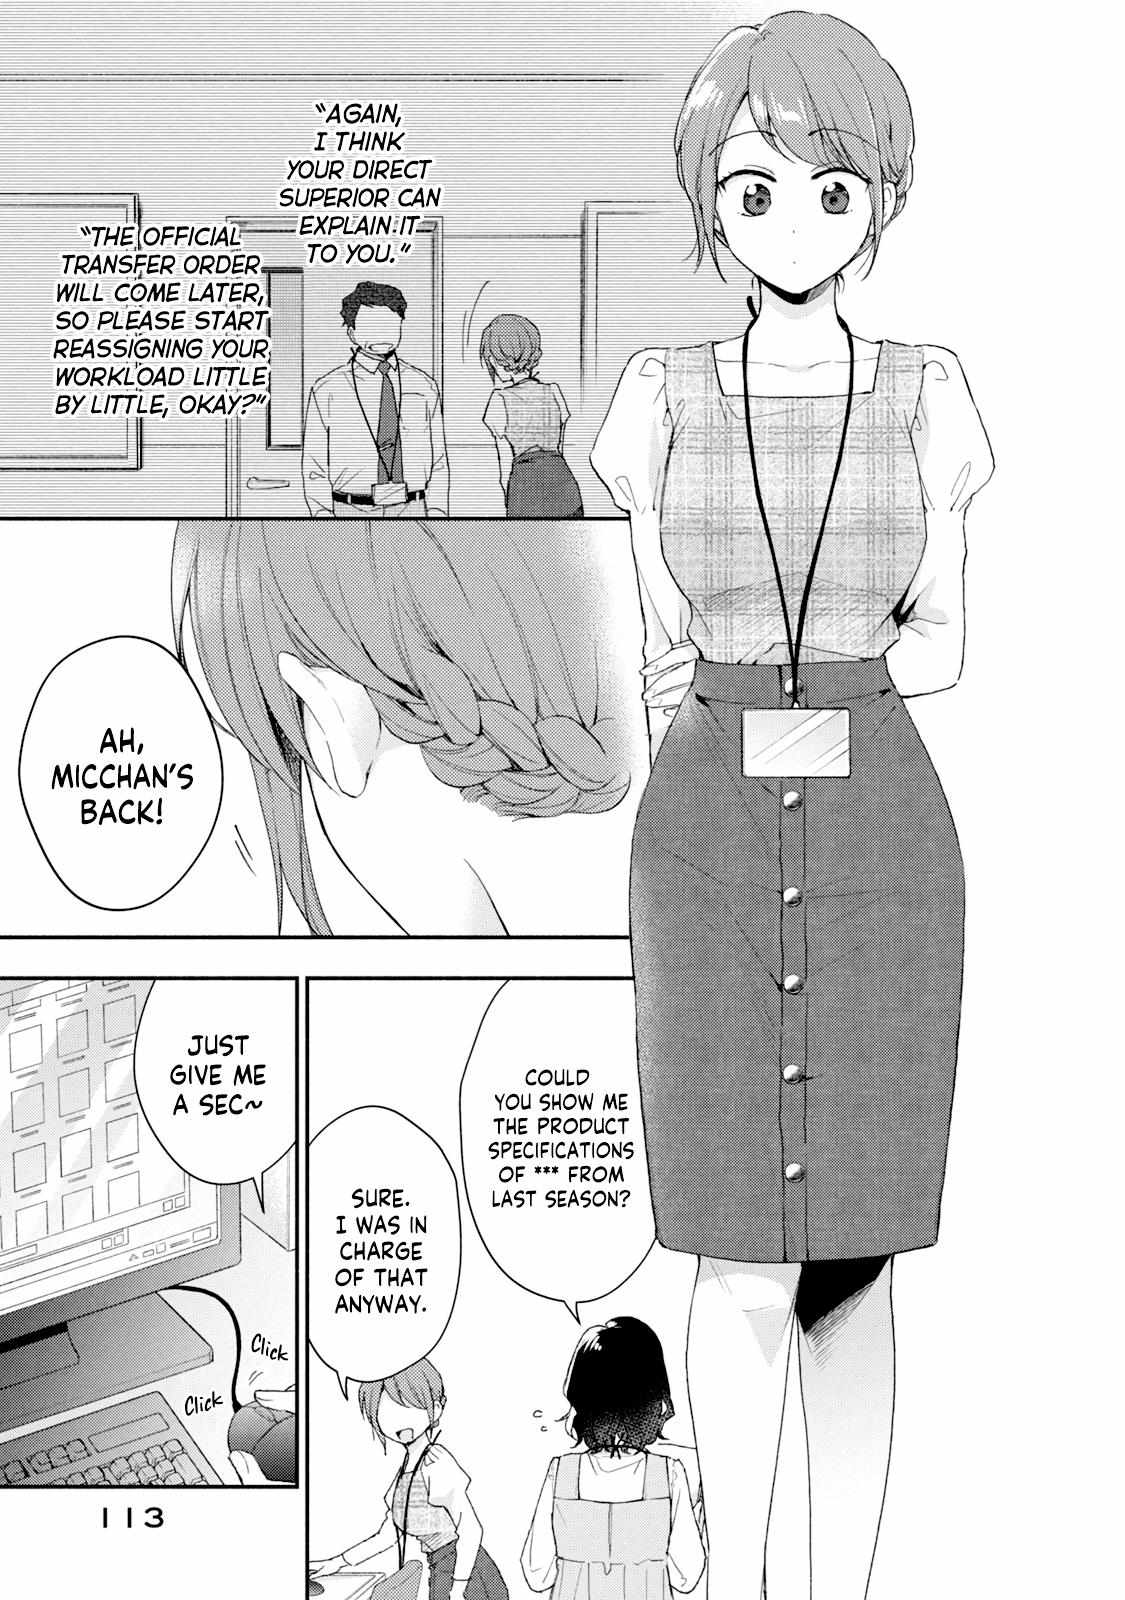 “AGAIN,
I THINK
YOUR DIRECT
SUPERIOR CAN
EXPLAIN IT
TO YOU.”
“THE OFFICIAL
TRANSFER ORDER
WILL COME LATER,
SO PLEASE START
REASSIGNING YOUR
WORKLOAD LITTLE
BY LITTLE, OKAY?”
AH,
MICCHAN'S
BACK!
COULD
YOU SHOW ME
THE PRODUCT
SPECIFICATIONS
OF *** FROM
LAST SEASON?
SURE.
I WAS IN
CHARGE
OF THAT
ANYWAY.
JUST
GIVE ME
A SEC~
Click
Click
113